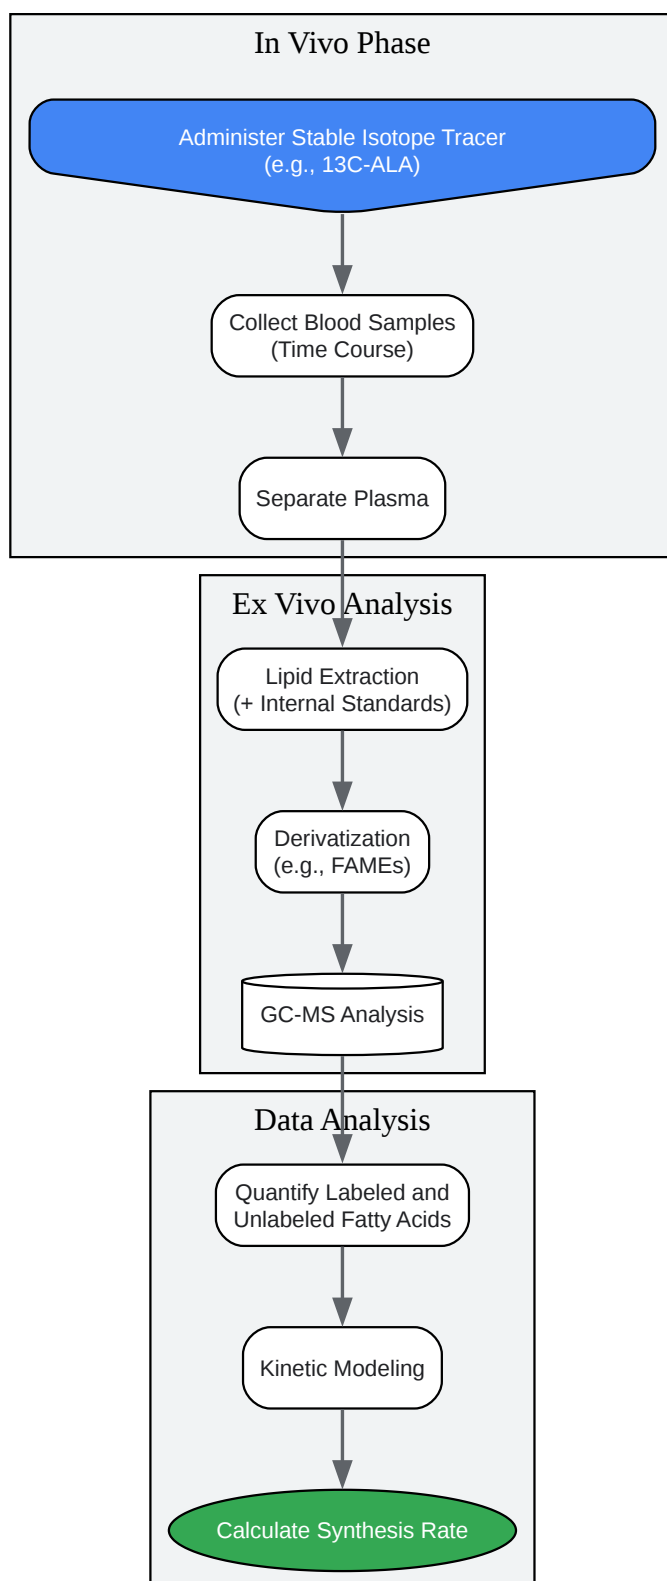 In Vivo Phase
Administer Stable Isotope Tracer
(e.g., 13C-ALA)
Collect Blood Samples
(Time Course)
Separate Plasma
Ex Vivo Analysis
Lipid Extraction
(+ Internal Standards)
Derivatization
(e.g., FAMEs)
GC-MS Analysis
Data Analysis
Quantify Labeled and
Unlabeled Fatty Acids
Kinetic Modeling
Calculate Synthesis Rate